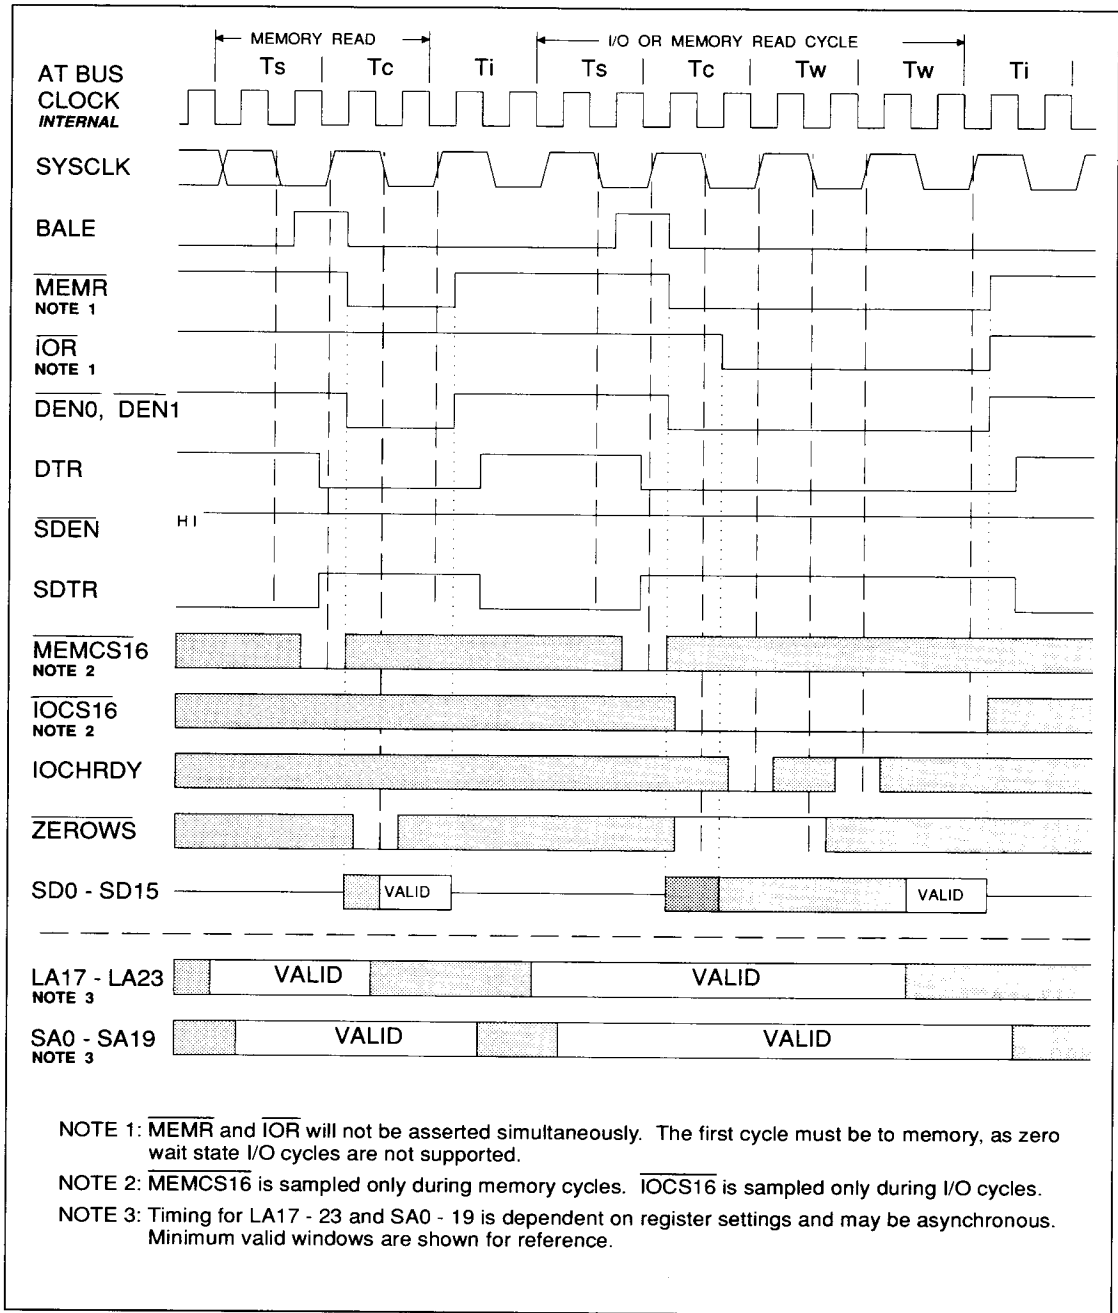 MEMORY READ
I/O OR MEMORY READ CYCLE
AT BUS CLOCK INTERNAL
Ts Tc Ti Ts Tc Tw Tw Ti
SYSCLK
BALE
MEMR
NOTE 1
IOR
NOTE 1
DEN0, DEN1
DTR
SDEN
HI
SDTR
MEMCS16
NOTE 2
IOCS16
NOTE 2
IOCHRDY
ZEROWS
SD0 - SD15
VALID
VALID
LA17 - LA23
NOTE 3
VALID
VALID
SA0 - SA19
NOTE 3
VALID
VALID
NOTE 1: MEMR and IOR will not be asserted simultaneously. The first cycle must be to memory, as zero
wait state I/O cycles are not supported.
NOTE 2: MEMCS16 is sampled only during memory cycles. IOCS16 is sampled only during I/O cycles.
NOTE 3: Timing for LA17 - 23 and SA0 - 19 is dependent on register settings and may be asynchronous.
Minimum valid windows are shown for reference.